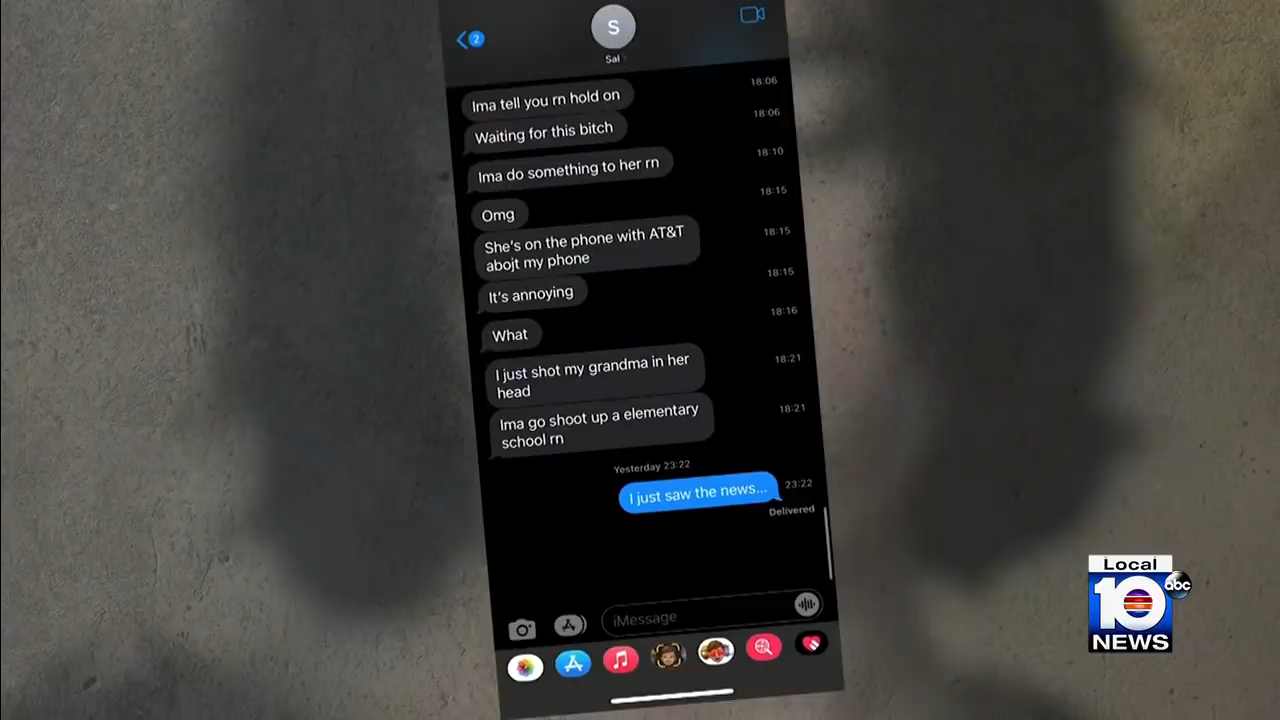 2
S
Sal
Ima tell you rn hold on
18:06
Waiting for this bitch
18:06
Ima do something to her rn
18:10
Omg
18:15
She's on the phone with AT&T
abojt my phone
18:15
It's annoying
18:15
What
18:16
I just shot my grandma in her
head
18:21
Ima go shoot up a elementary
school rn
18:21
Yesterday 23:22
I just saw the news...
23:22
Delivered
iMessage
Local
10
abc
NEWS